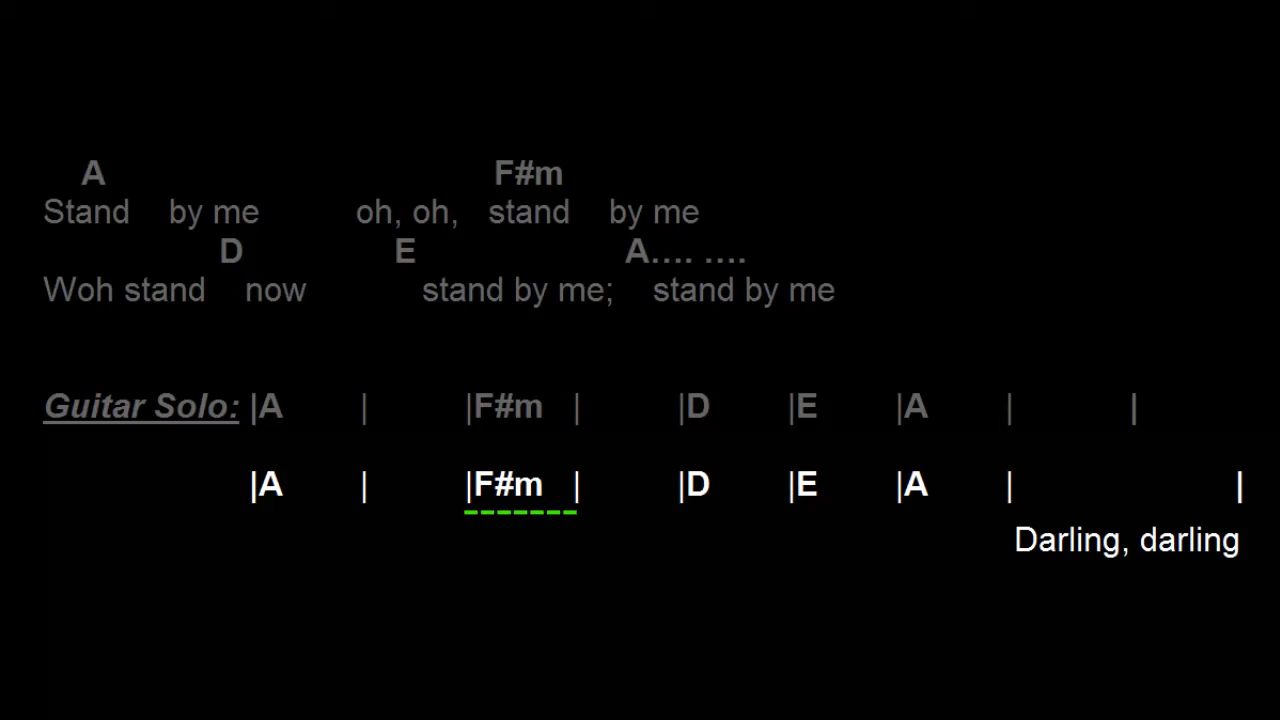 A F#m
Stand by me oh, oh, stand by me
D E A.... ....
Woh stand now stand by me; stand by me
Guitar Solo: |A | |F#m | |D |E |A | |
|A | |F#m | |D |E |A | |
Darling, darling